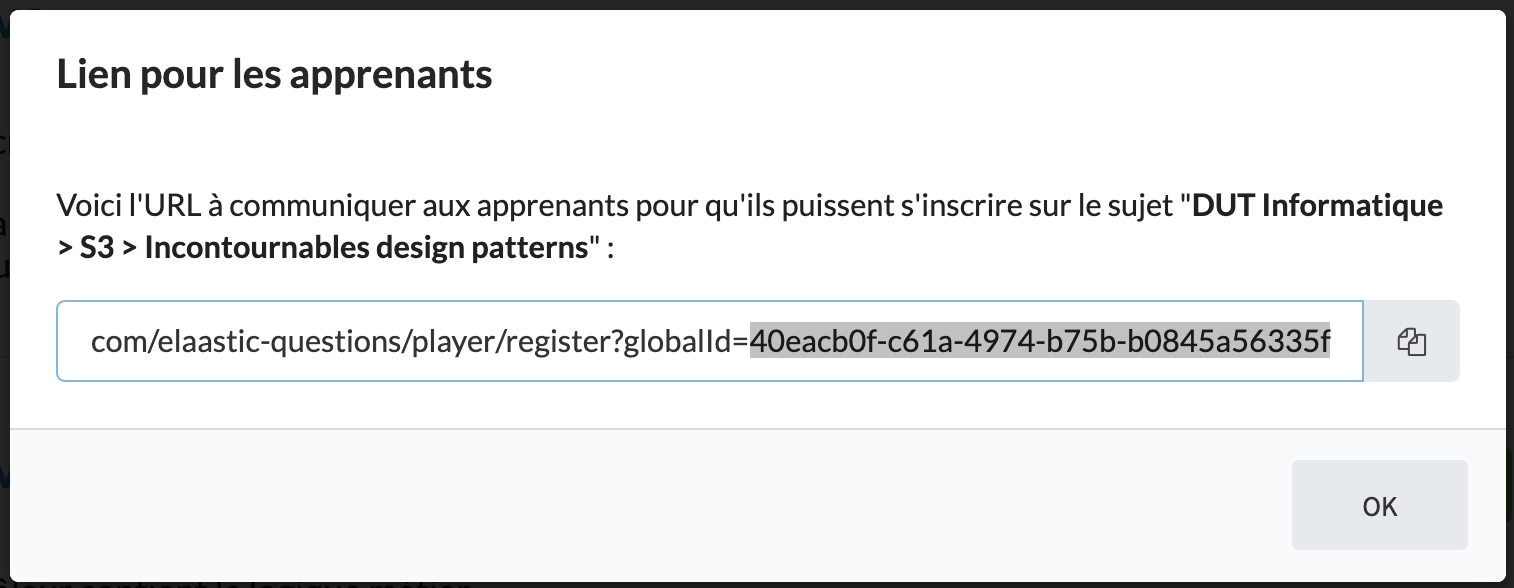 Lien pour les apprenants
Voici l'URL à communiquer aux apprenants pour qu'ils puissent s'inscrire sur le sujet "DUT Informatique
> S3 > Incontournables design patterns" :
com/elaastic-questions/player/register?globalId=40eacb0f-c61a-4974-b75b-b0845a56335f
OK